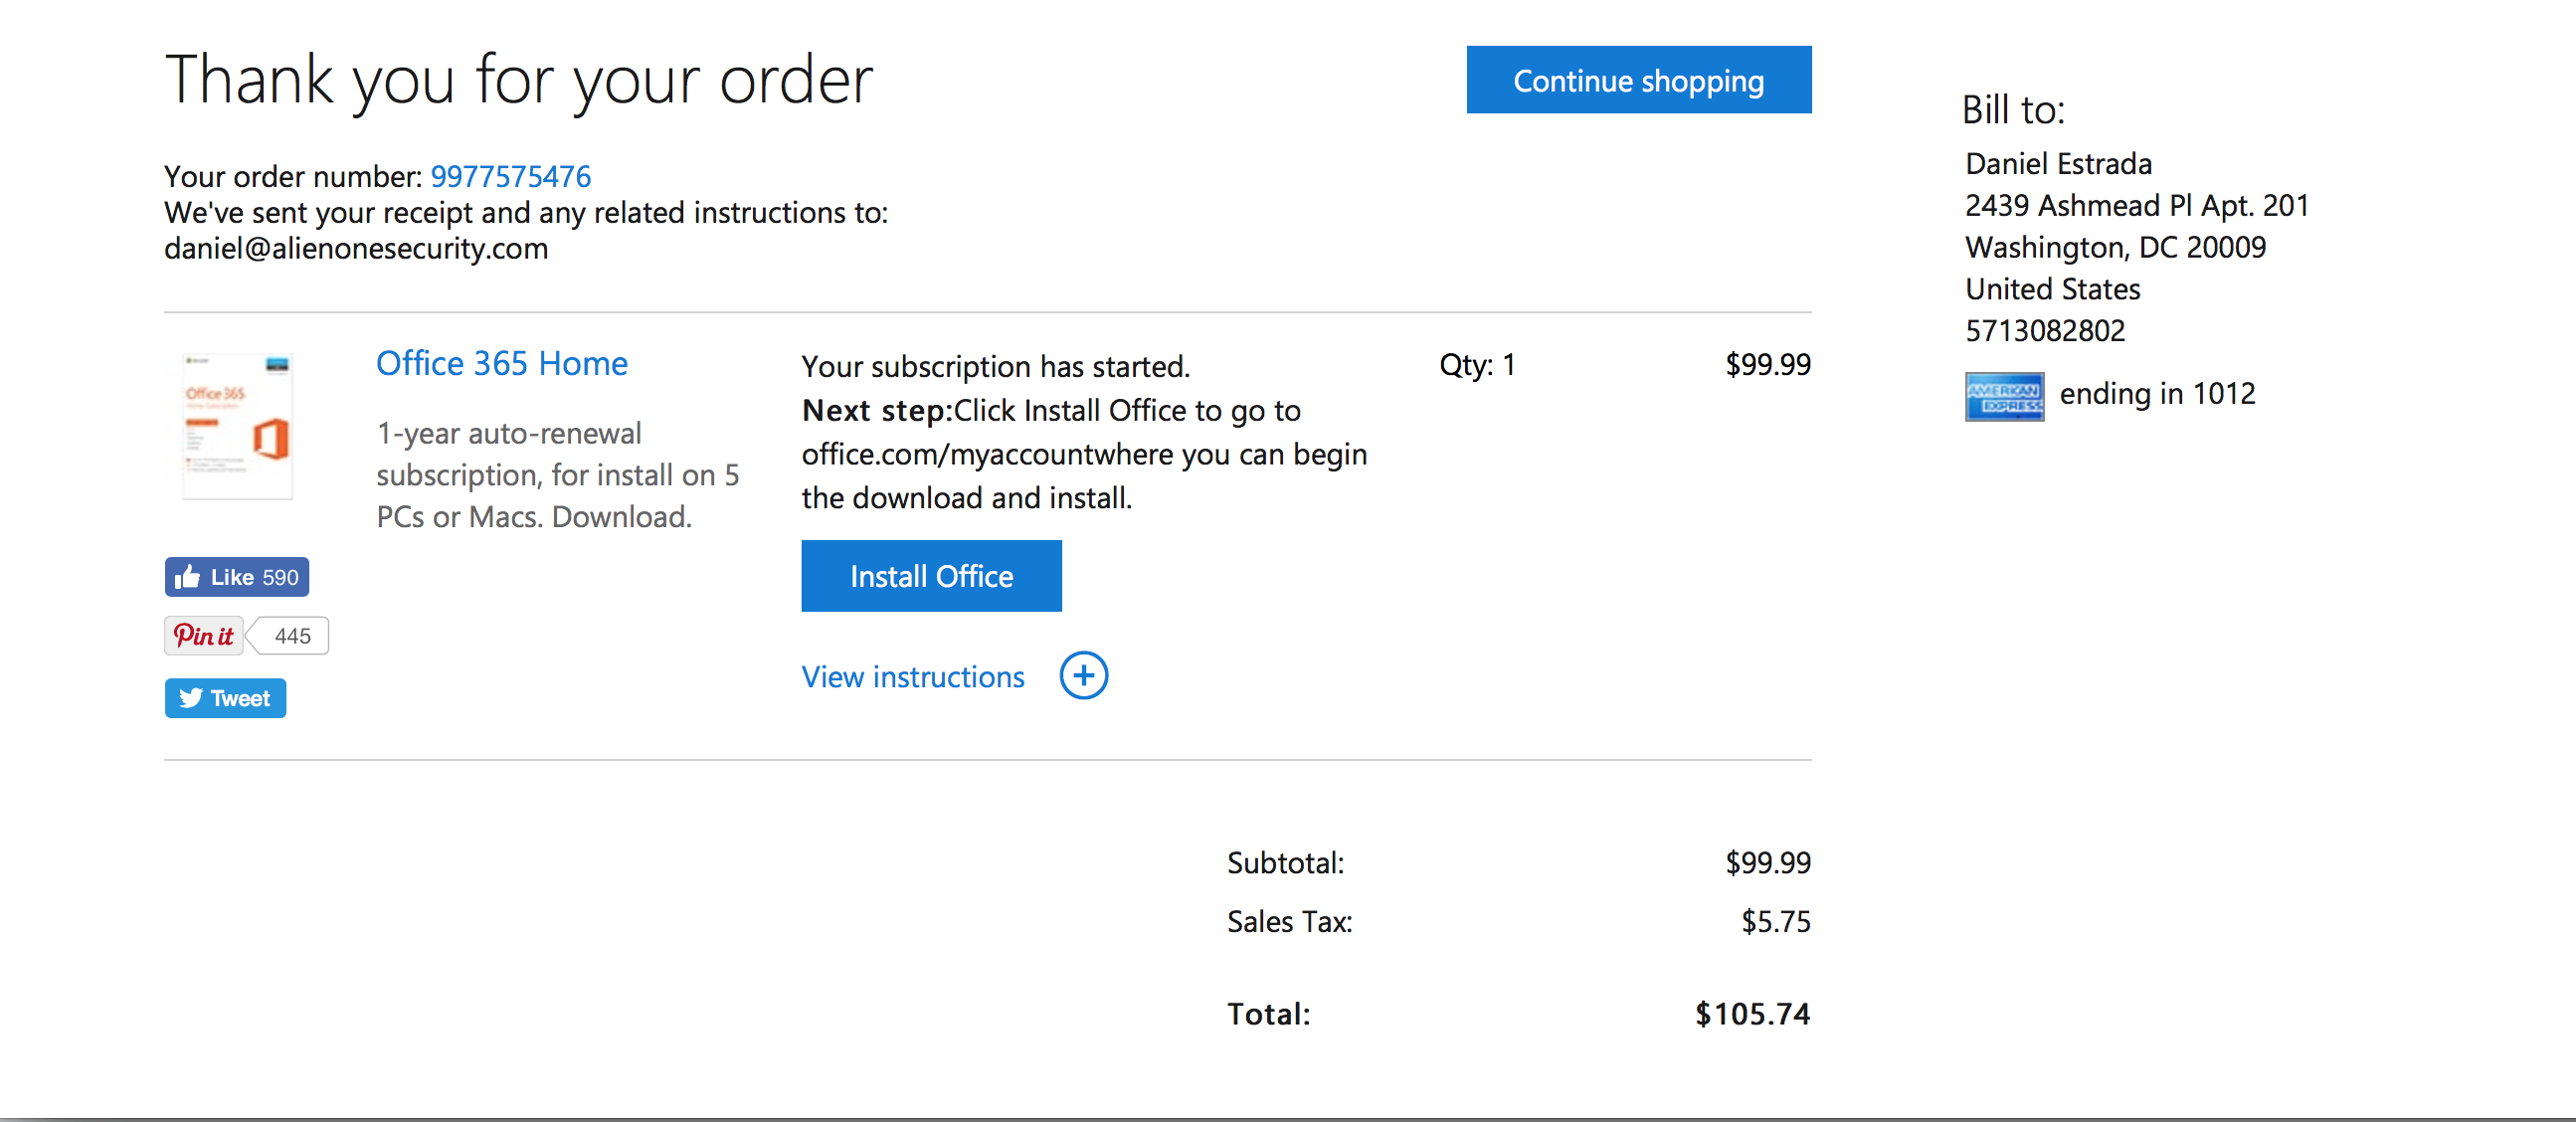 Thank you for your order
Continue shopping
Your order number: 9977575476
We've sent your receipt and any related instructions to:
daniel@alienonesecurity.com
Bill to:
Daniel Estrada
2439 Ashmead Pl Apt. 201
Washington, DC 20009
United States
5713082802
AMERICAN EXPRESS ending in 1012
Office 365
Office 365 Home
1-year auto-renewal
subscription, for install on 5
PCs or Macs. Download.
Your subscription has started.
Next step:Click Install Office to go to
office.com/myaccountwhere you can begin
the download and install.
Qty: 1
$99.99
Install Office
View instructions
Like 590
Pin it 445
Tweet
Subtotal: $99.99
Sales Tax: $5.75
Total: $105.74